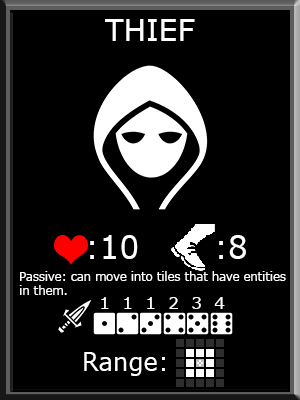 THIEF
:10 :8
Passive: can move into tiles that have entities
in them.
1 1 1 2 3 4
Range: